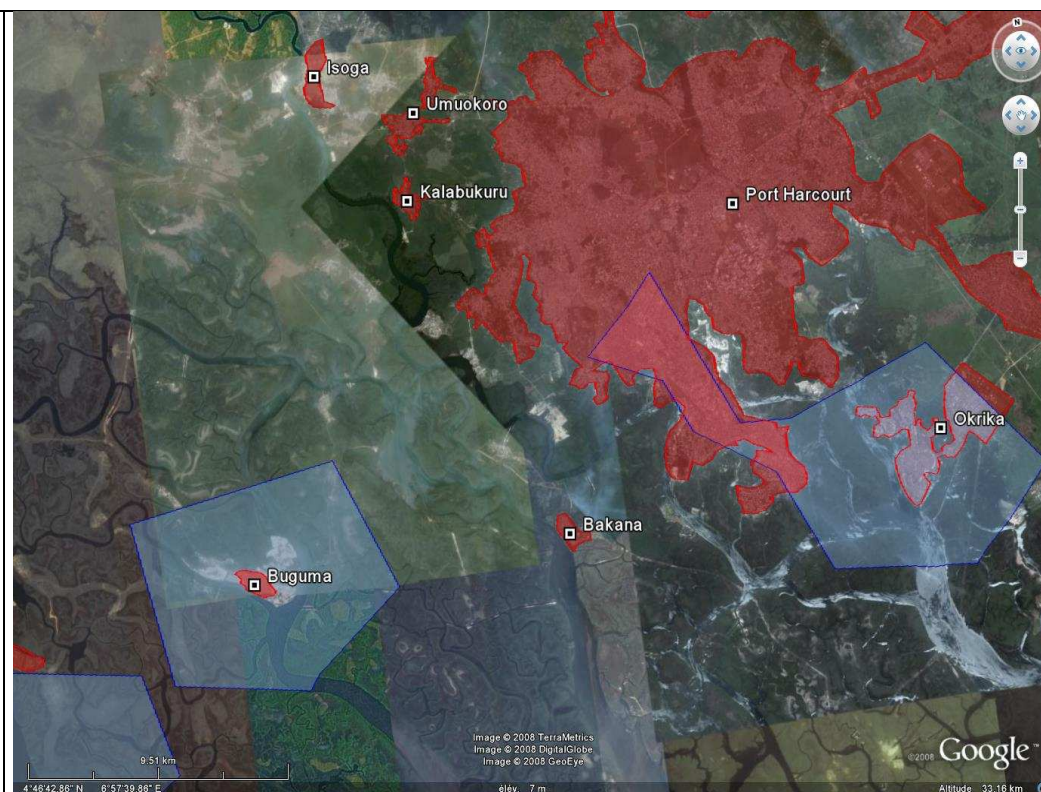 N
Isoga
Umuokoro
Kalabukuru
Port Harcourt
Okrika
Bakana
Buguma
Image © 2008 TerraMetrics
Image © 2008 DigitalGlobe
Image © 2008 GeoEye
©2008 Google™
9.51 km
4°46'42.86" N 6°57'39.86" E
élév. 7 m
Altitude 33.16 km